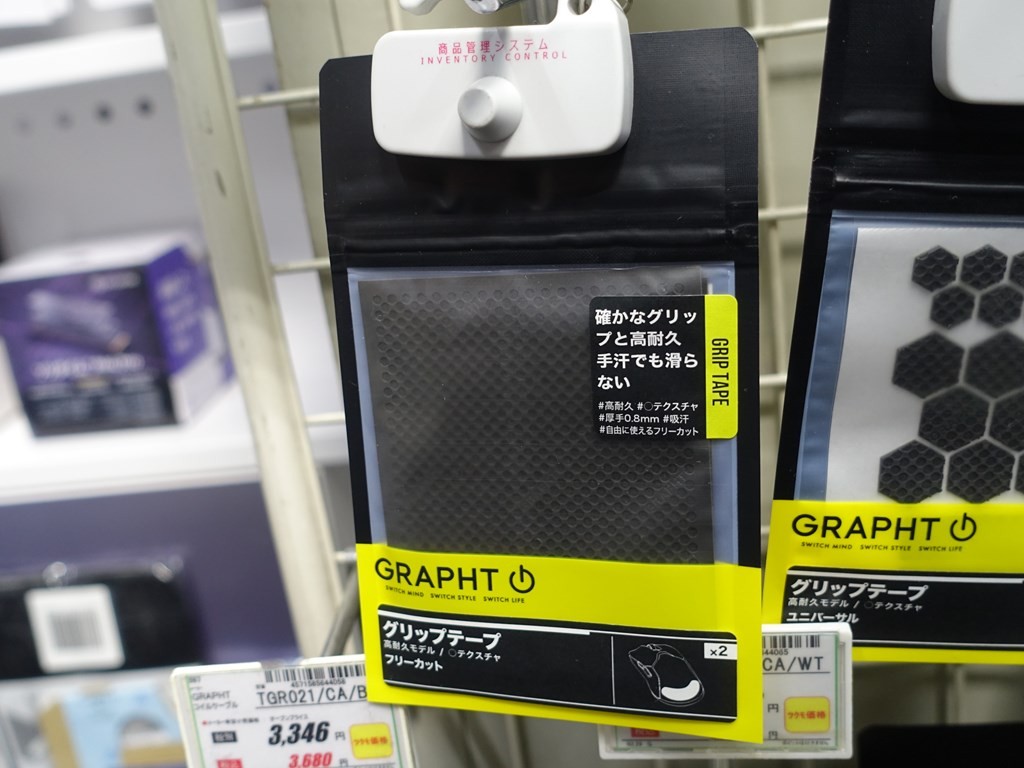 商品管理システム
INVENTORY CONTROL
確かなグリッ
プと高耐久
手汗でも滑ら
ない
#高耐久 #○テクスチャ
#厚手0.8mm #吸汗
#自由に使えるフリーカット
GRIP TAPE
GRAPHT
SWITCH MIND SWITCH STYLE SWITCH LIFE
グリップテープ
高耐久モデル / ○テクスチャ
フリーカット
x2
GRAPHT
SWITCH MIND SWITCH STYLE SWITCH LIFE
グリップテープ
高耐久モデル / ○テクスチャ
ユニバーサル
GRAPHT
TGR021/CA/B
3,346 円
3,680
CA/WT
円